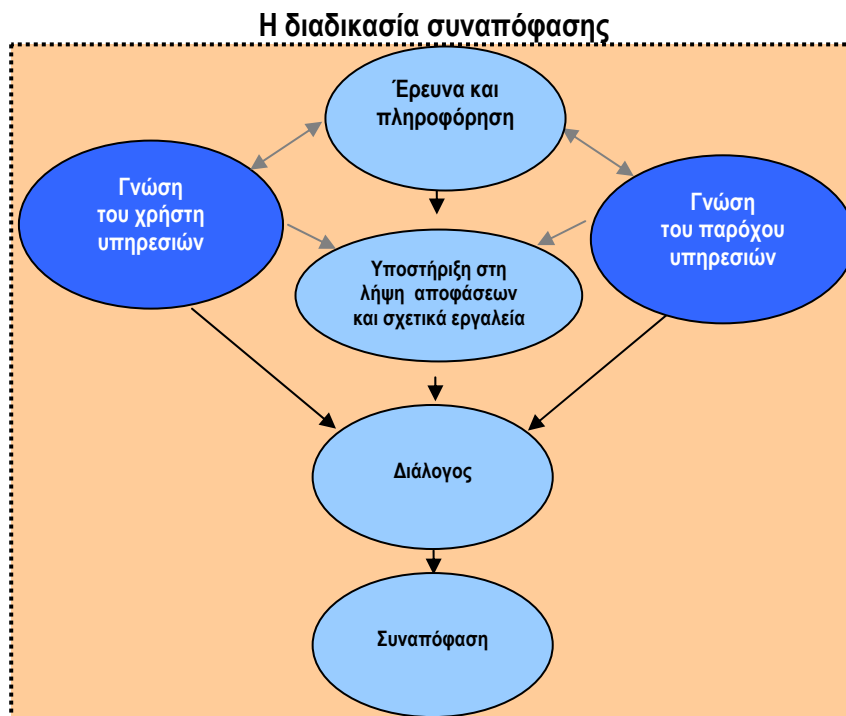 Η διαδικασία συναπόφασης
Έρευνα και
πληροφόρηση
Γνώση
του χρήστη
υπηρεσιών
Γνώση
του παρόχου
υπηρεσιών
Υποστήριξη στη
λήψη αποφάσεων
και σχετικά εργαλεία
Διάλογος
Συναπόφαση